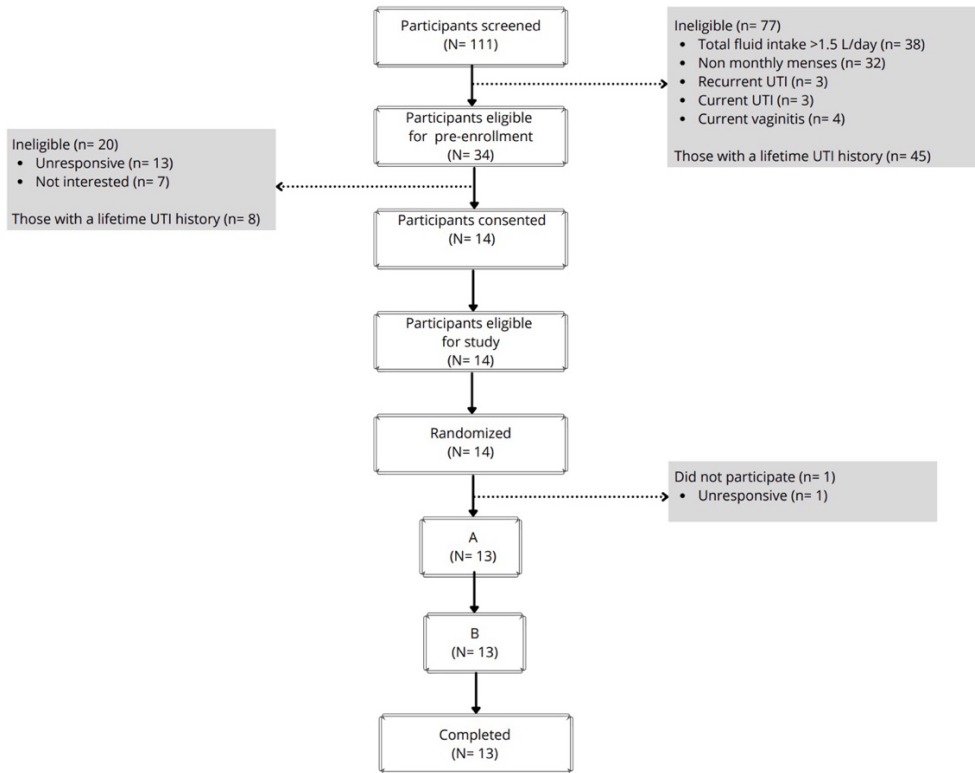 Participants screened
(N= 111)
Ineligible (n= 77)
• Total fluid intake >1.5 L/day (n= 38)
• Non monthly menses (n= 32)
• Recurrent UTI (n= 3)
• Current UTI (n= 3)
• Current vaginitis (n= 4)
Those with a lifetime UTI history (n= 45)
Participants eligible
for pre-enrollment
(N= 34)
Ineligible (n= 20)
• Unresponsive (n= 13)
• Not interested (n= 7)
Those with a lifetime UTI history (n= 8)
Participants consented
(N= 14)
Participants eligible
for study
(N= 14)
Randomized
(N= 14)
Did not participate (n= 1)
• Unresponsive (n= 1)
A
(N= 13)
B
(N= 13)
Completed
(N= 13)